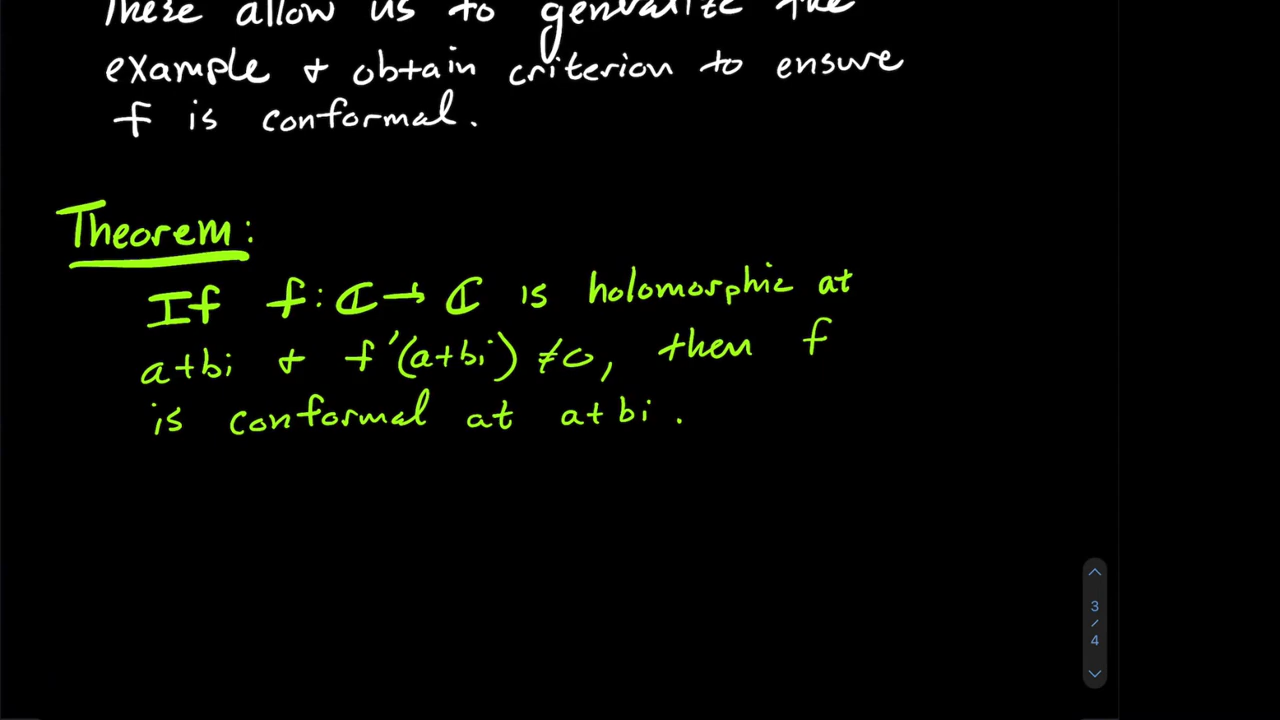 These allow us to generalize the
example & obtain criterion to ensure
f is conformal.
Theorem:
If f: ℂ → ℂ is holomorphic at
a+bi & f'(a+bi) ≠ 0, then f
is conformal at a+bi.
3
/
4